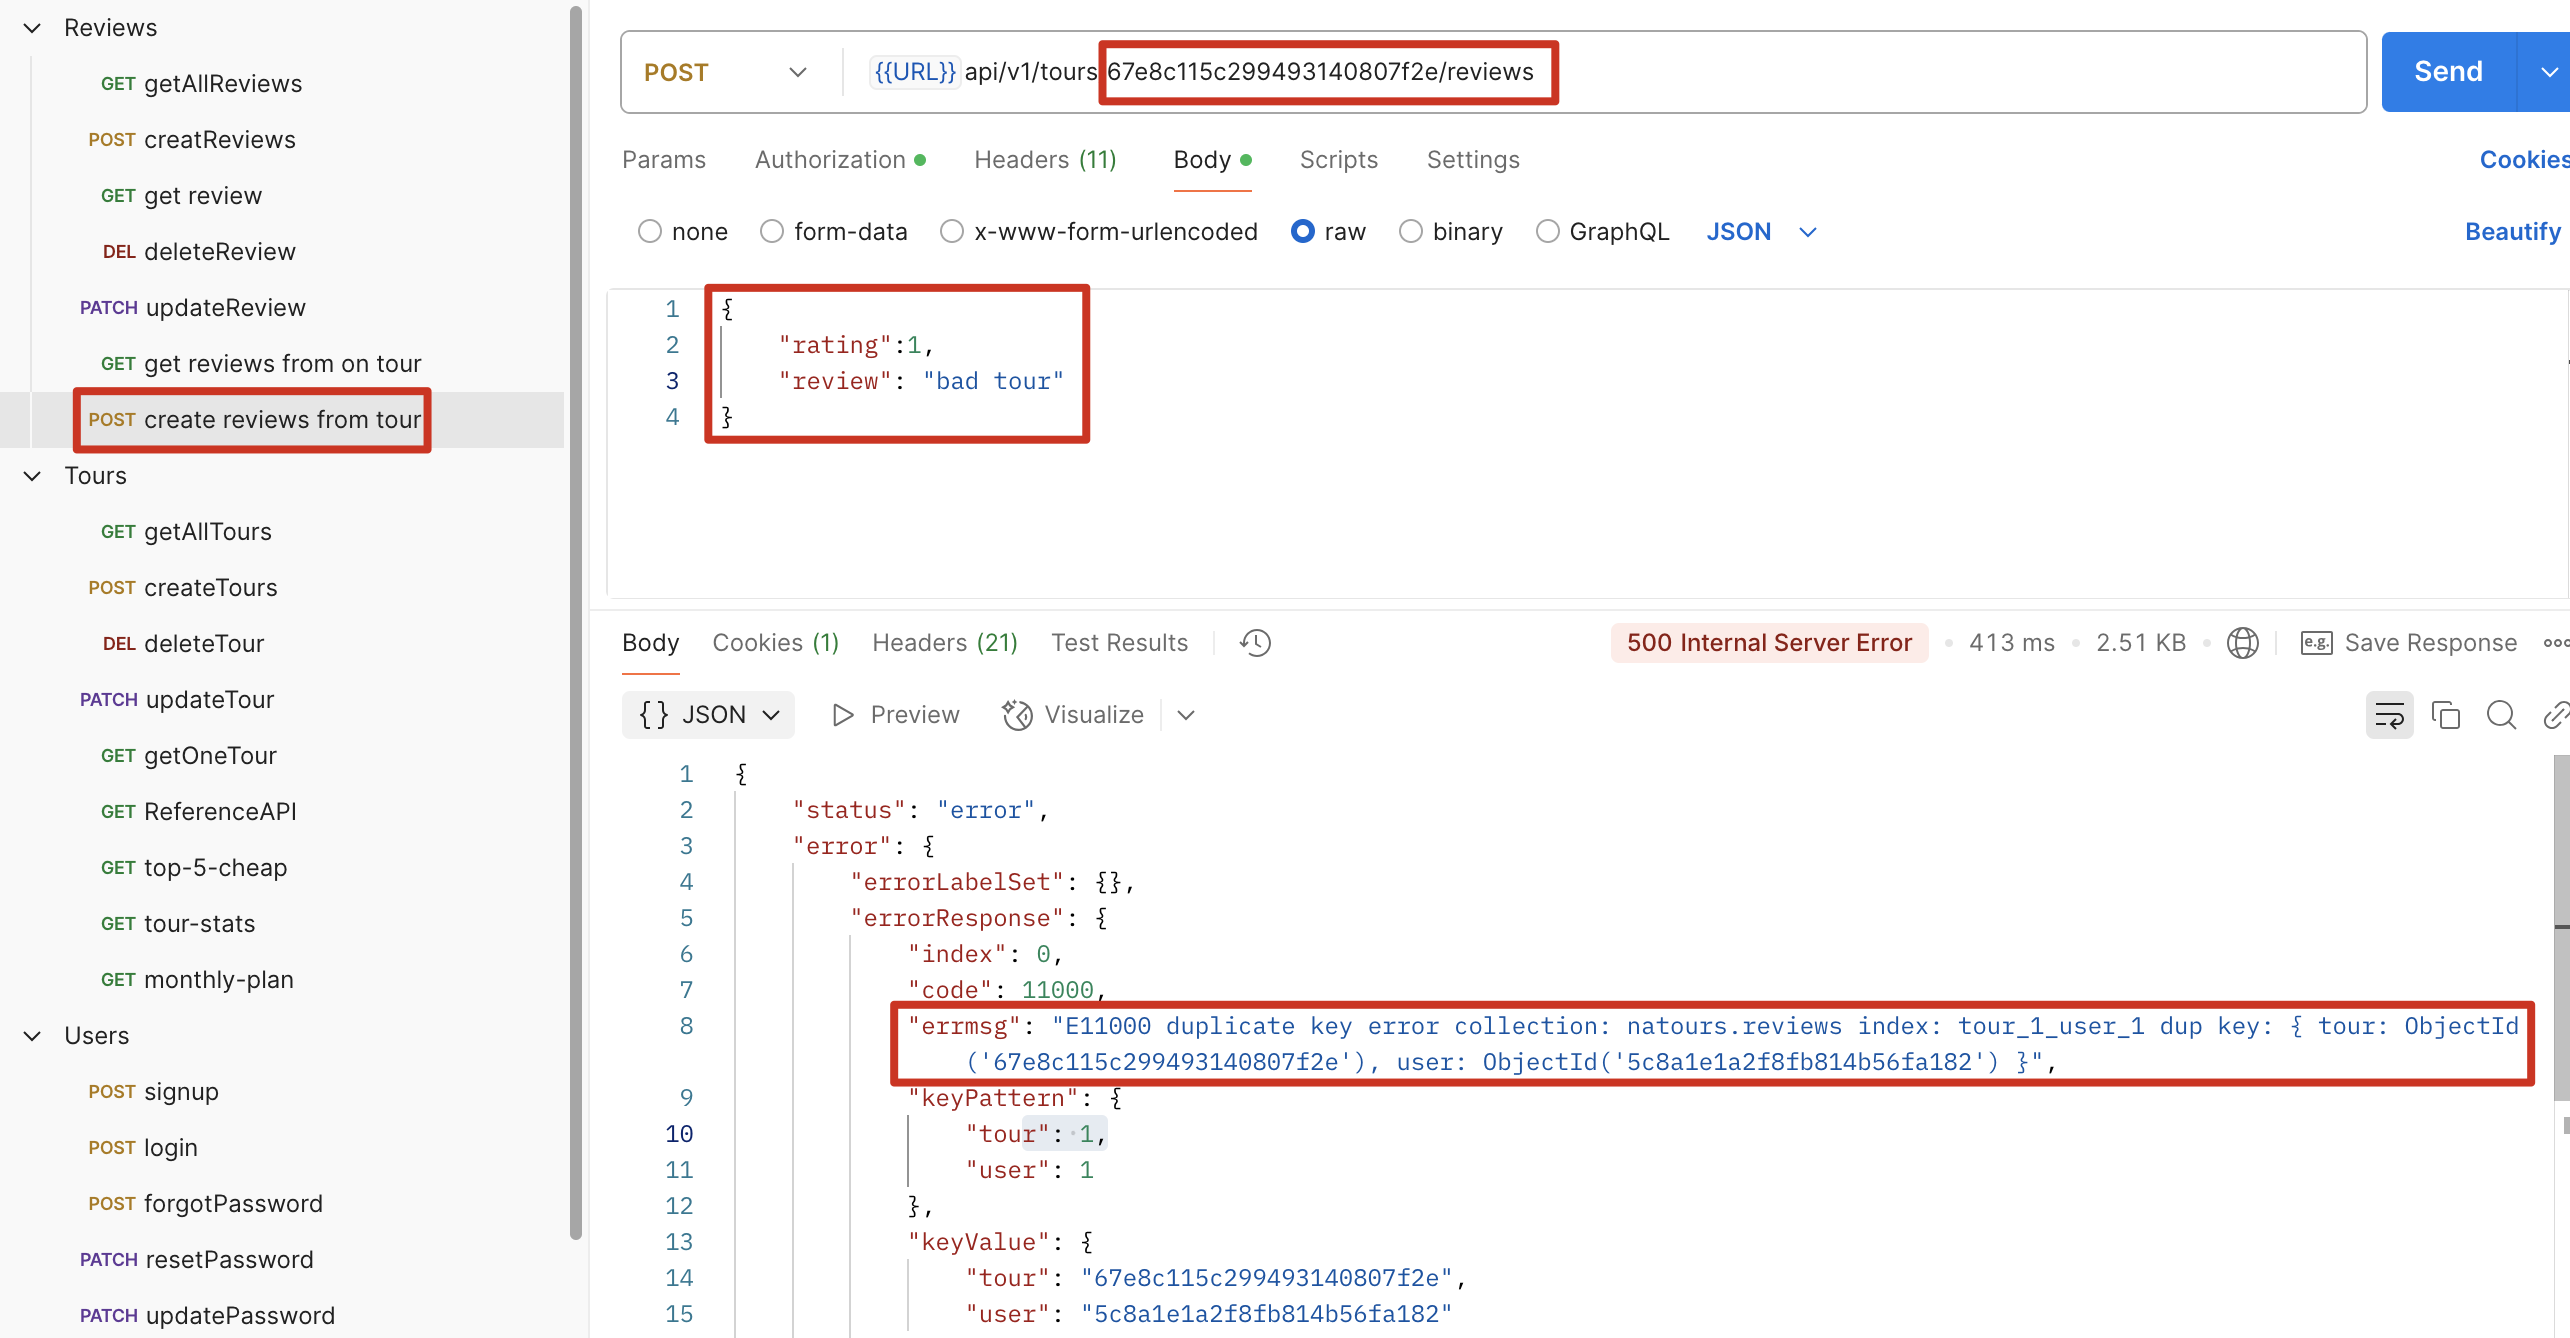 Reviews
GET getAllReviews
POST creatReviews
GET get review
DEL deleteReview
PATCH updateReview
GET get reviews from on tour
POST create reviews from tour
Tours
GET getAllTours
POST createTours
DEL deleteTour
PATCH updateTour
GET getOneTour
GET ReferenceAPI
GET top-5-cheap
GET tour-stats
GET monthly-plan
Users
POST signup
POST login
POST forgotPassword
PATCH resetPassword
PATCH updatePassword
POST {{URL}} api/v1/tours 67e8c115c299493140807f2e/reviews Send
Params Authorization Headers (11) Body Scripts Settings Cookies
none form-data x-www-form-urlencoded raw binary GraphQL JSON Beautify
1 {
2 "rating":1,
3 "review": "bad tour"
4 }
Body Cookies (1) Headers (21) Test Results 500 Internal Server Error 413 ms 2.51 KB e.g. Save Response
{} JSON Preview Visualize
1 {
2 "status": "error",
3 "error": {
4 "errorLabelSet": {},
5 "errorResponse": {
6 "index": 0,
7 "code": 11000,
8 "errmsg": "E11000 duplicate key error collection: natours.reviews index: tour_1_user_1 dup key: { tour: ObjectId
('67e8c115c299493140807f2e'), user: ObjectId('5c8a1e1a2f8fb814b56fa182') }",
9 "keyPattern": {
10 "tour": 1,
11 "user": 1
12 },
13 "keyValue": {
14 "tour": "67e8c115c299493140807f2e",
15 "user": "5c8a1e1a2f8fb814b56fa182"